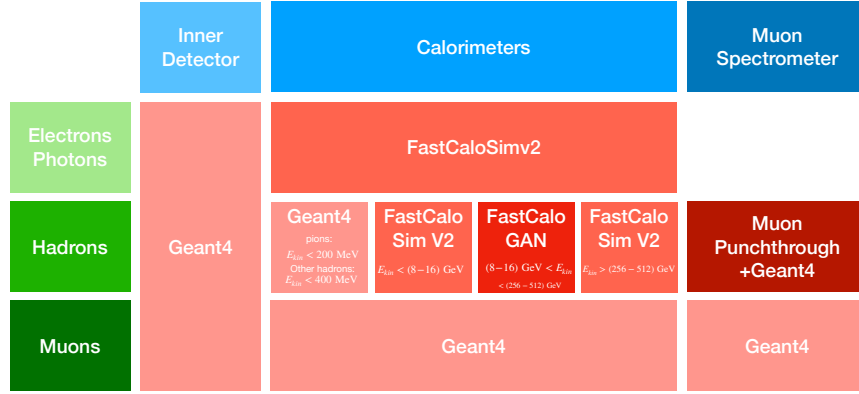 Inner
Detector
Calorimeters
Muon
Spectrometer
Electrons
Photons
FastCaloSimv2
Hadrons
Geant4
Geant4
pions:
E_kin < 200 MeV
Other hadrons:
E_kin < 400 MeV
FastCalo
Sim V2
E_kin < (8−16) GeV
FastCalo
GAN
(8−16) GeV < E_kin
< (256 − 512) GeV
FastCalo
Sim V2
E_kin > (256−512) GeV
Muon
Punchthrough
+Geant4
Muons
Geant4
Geant4